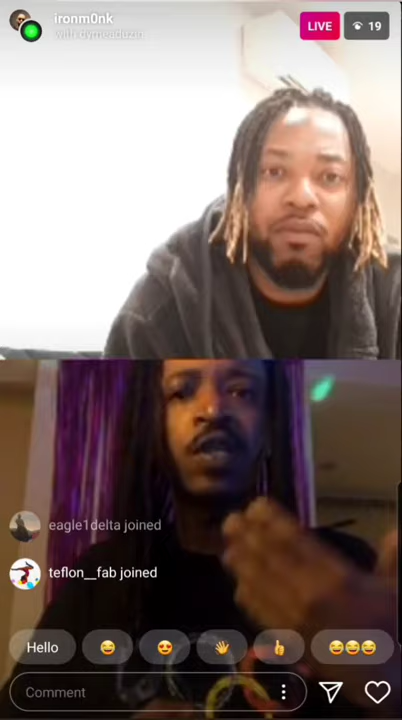 ironm0nk
LIVE
19
eagle1delta joined
teflon__fab joined
Hello
Comment